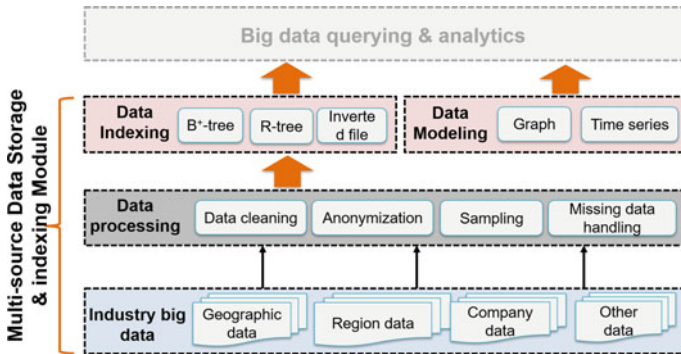 Big data querying & analytics
Multi-source Data Storage
& indexing Module
Data
Indexing
B+-tree
R-tree
Inverte
d file
Data
Modeling
Graph
Time series
Data
processing
Data cleaning
Anonymization
Sampling
Missing data
handling
Industry big
data
Geographic
data
Region data
Company
data
Other
data